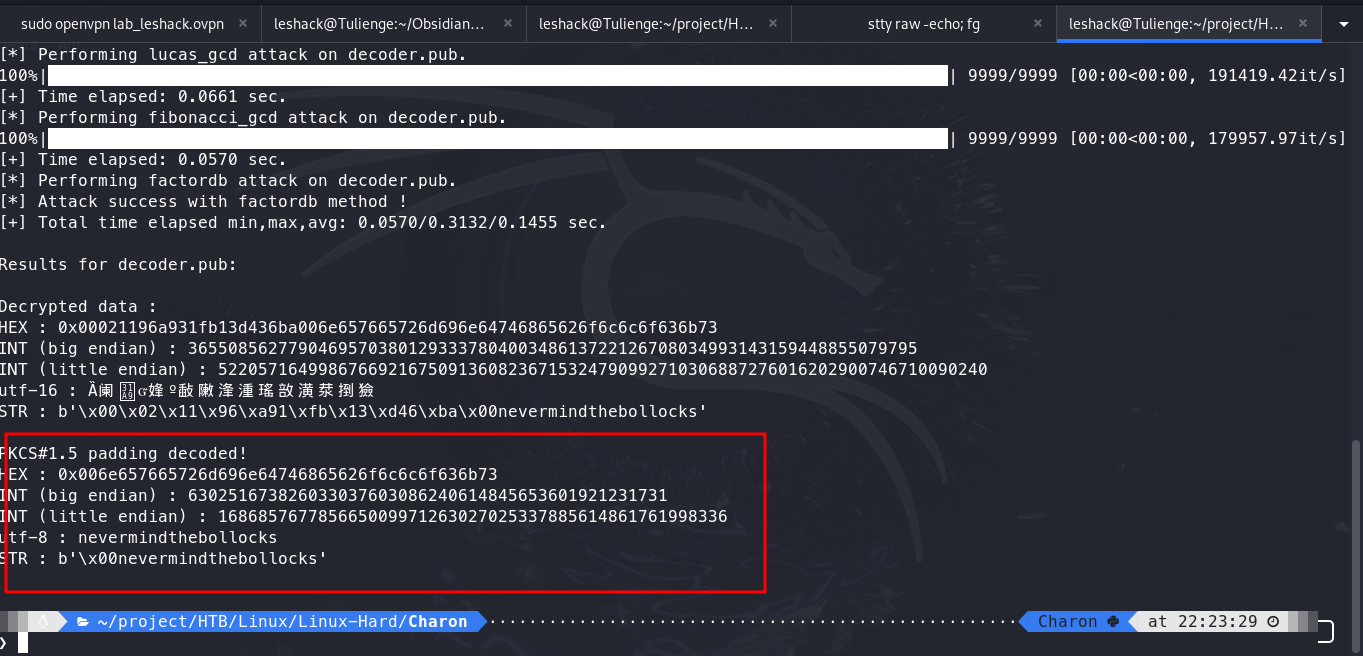 sudo openvpn lab_leshack.ovpn × leshack@Tulienge:~/Obsidian... × leshack@Tulienge:~/project/H... × stty raw -echo; fg × leshack@Tulienge:~/project/H... ×
[*] Performing lucas_gcd attack on decoder.pub.
100%| | 9999/9999 [00:00<00:00, 191419.42it/s]
[+] Time elapsed: 0.0661 sec.
[*] Performing fibonacci_gcd attack on decoder.pub.
100%| | 9999/9999 [00:00<00:00, 179957.97it/s]
[+] Time elapsed: 0.0570 sec.
[*] Performing factordb attack on decoder.pub.
[*] Attack success with factordb method !
[+] Total time elapsed min,max,avg: 0.0570/0.3132/0.1455 sec.
Results for decoder.pub:
Decrypted data :
HEX : 0x00021196a931fb13d436ba006e657665726d696e64746865626f6c6c6f636b73
INT (big endian) : 3655085627790469570380129333780400348613722126708034993143159448855079795
INT (little endian) : 52205716499867669216750913608236715324790992710306887276016202900746710090240
utf-16 :
STR : b'\x00\x02\x11\x96\xa91\xfb\x13\xd46\xba\x00nevermindthebollocks'
PKCS#1.5 padding decoded!
HEX : 0x006e657665726d696e64746865626f6c6c6f636b73
INT (big endian) : 630251673826033037603086240614845653601921231731
INT (little endian) : 168685767785665009971263027025337885614861761998336
utf-8 : nevermindthebollocks
STR : b'\x00nevermindthebollocks'
~/project/HTB/Linux/Linux-Hard/Charon Charon at 22:23:29
❯